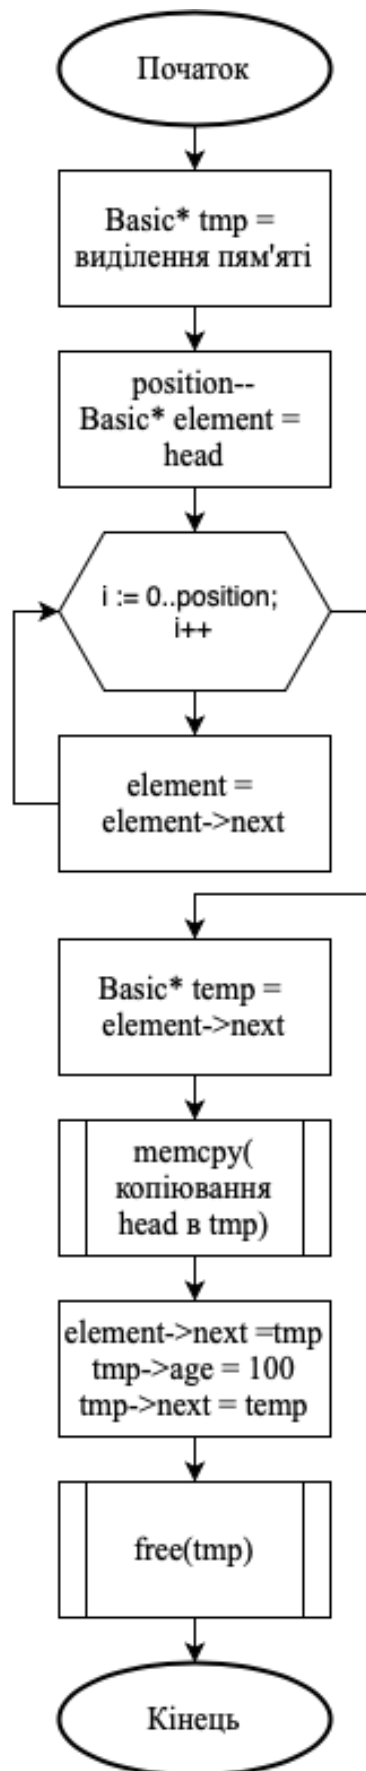 Початок
Basic* tmp =
виділення пям'яті
position--
Basic* element =
head
i := 0..position;
i++
element =
element->next
Basic* temp =
element->next
memcpy(
копіювання
head в tmp)
element->next =tmp
tmp->age = 100
tmp->next = temp
free(tmp)
Кінець